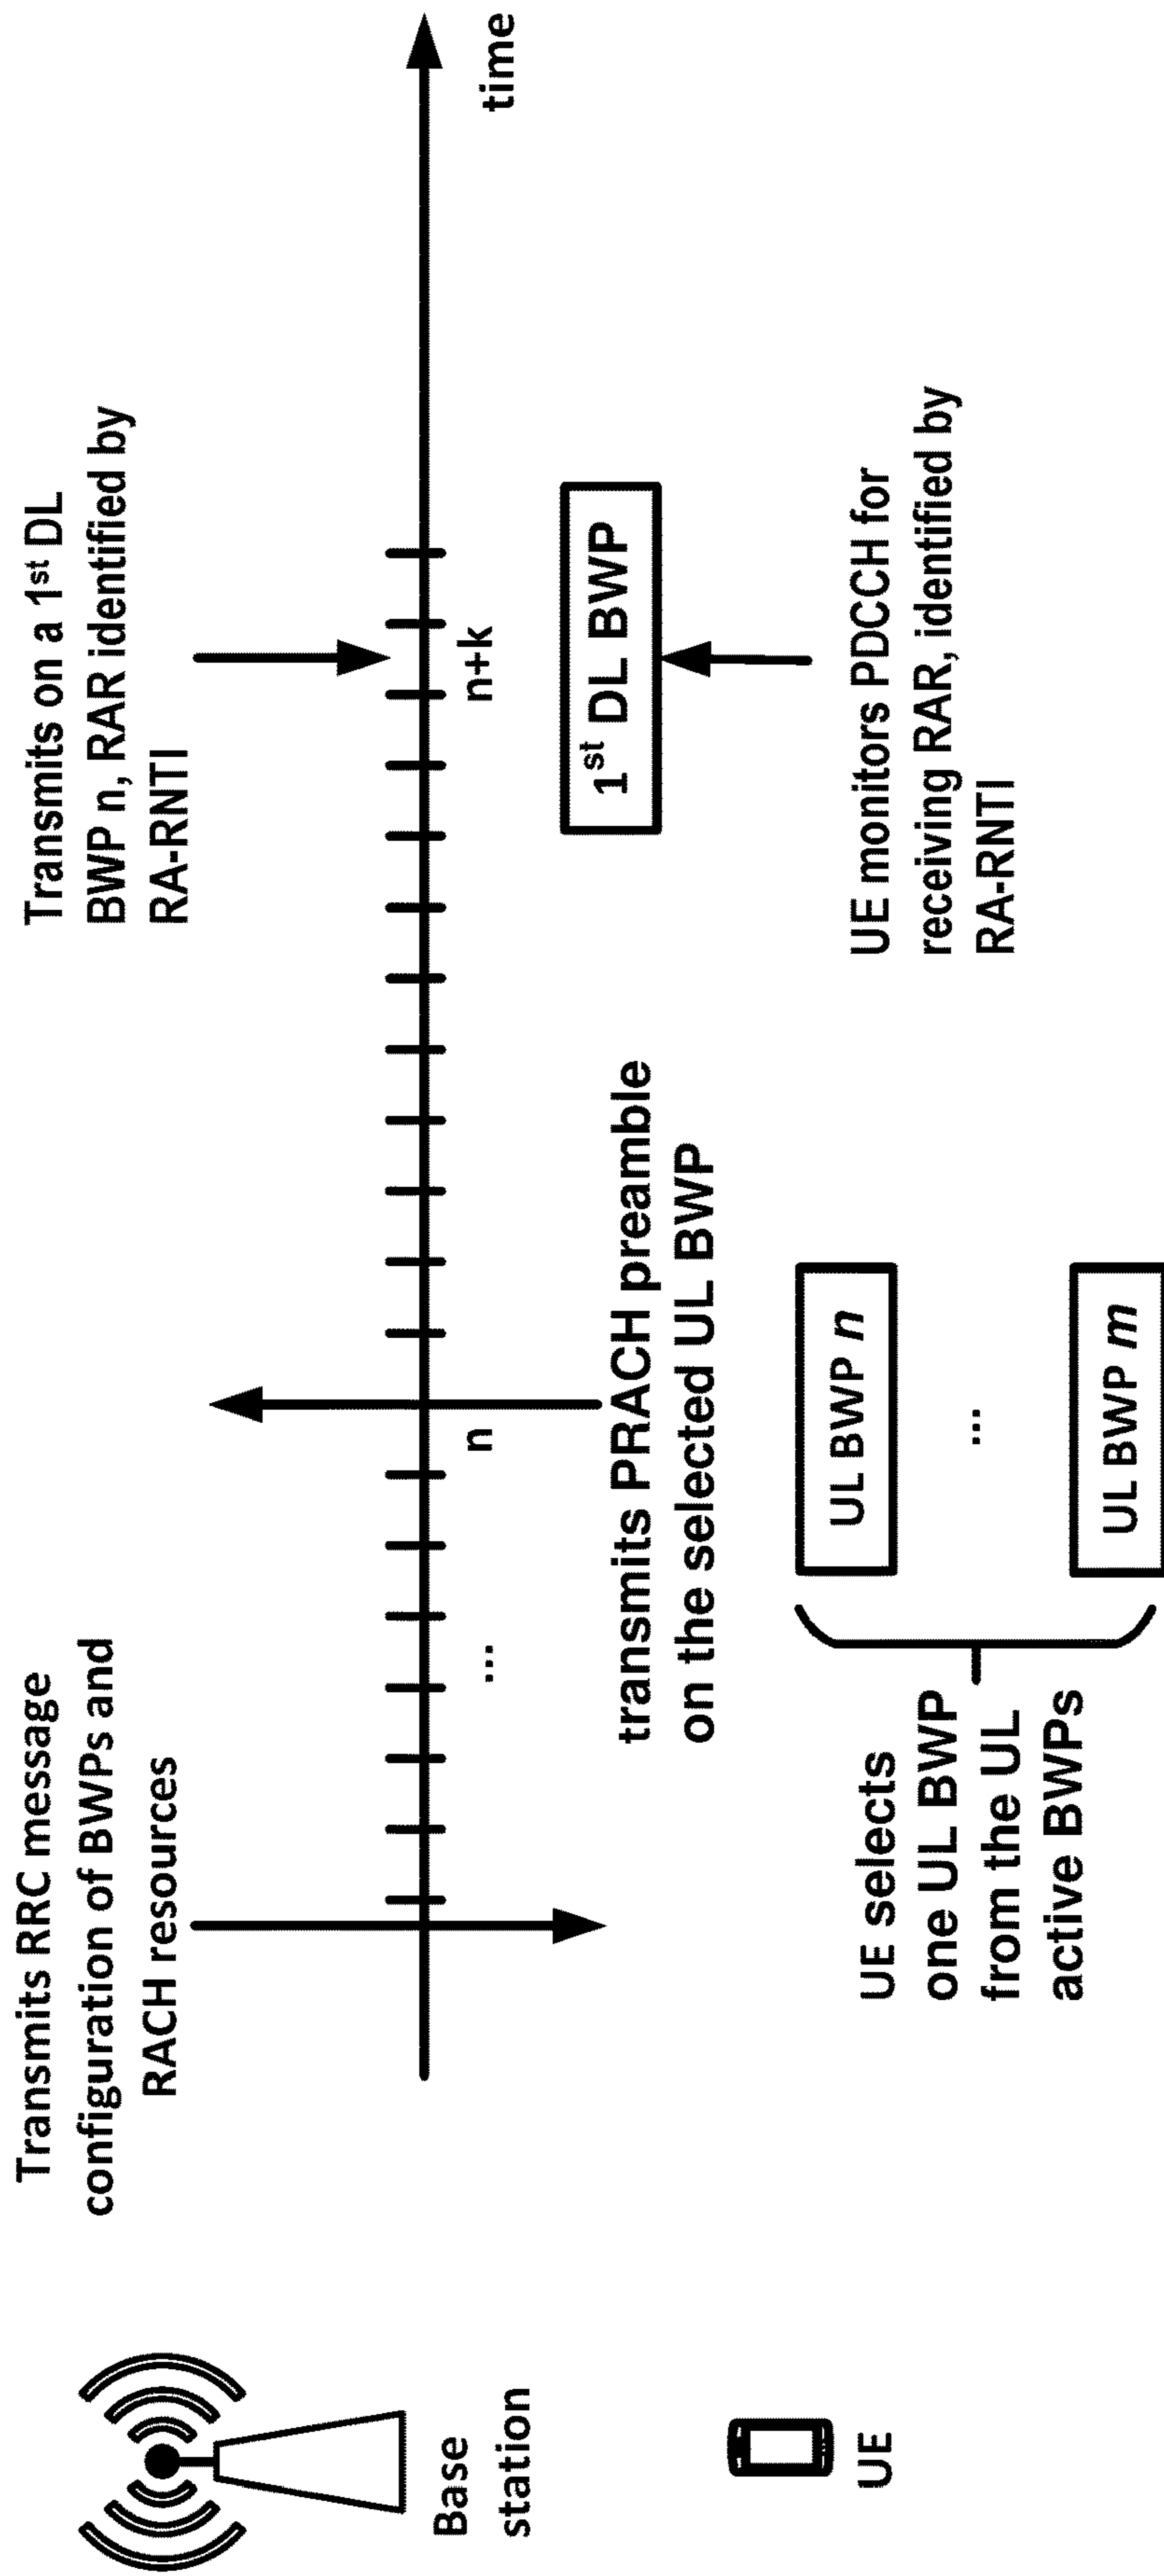 Transmits RRC message
configuration of BWPs and
RACH resources
Transmits on a 1st DL
BWP n, RAR identified by
RA-RNTI
Base
station
...
n
n+k
time
transmits PRACH preamble
on the selected UL BWP
1st DL BWP
UE
UE selects
one UL BWP
from the UL
active BWPs
UL BWP n
...
UL BWP m
UE monitors PDCCH for
receiving RAR, identified by
RA-RNTI